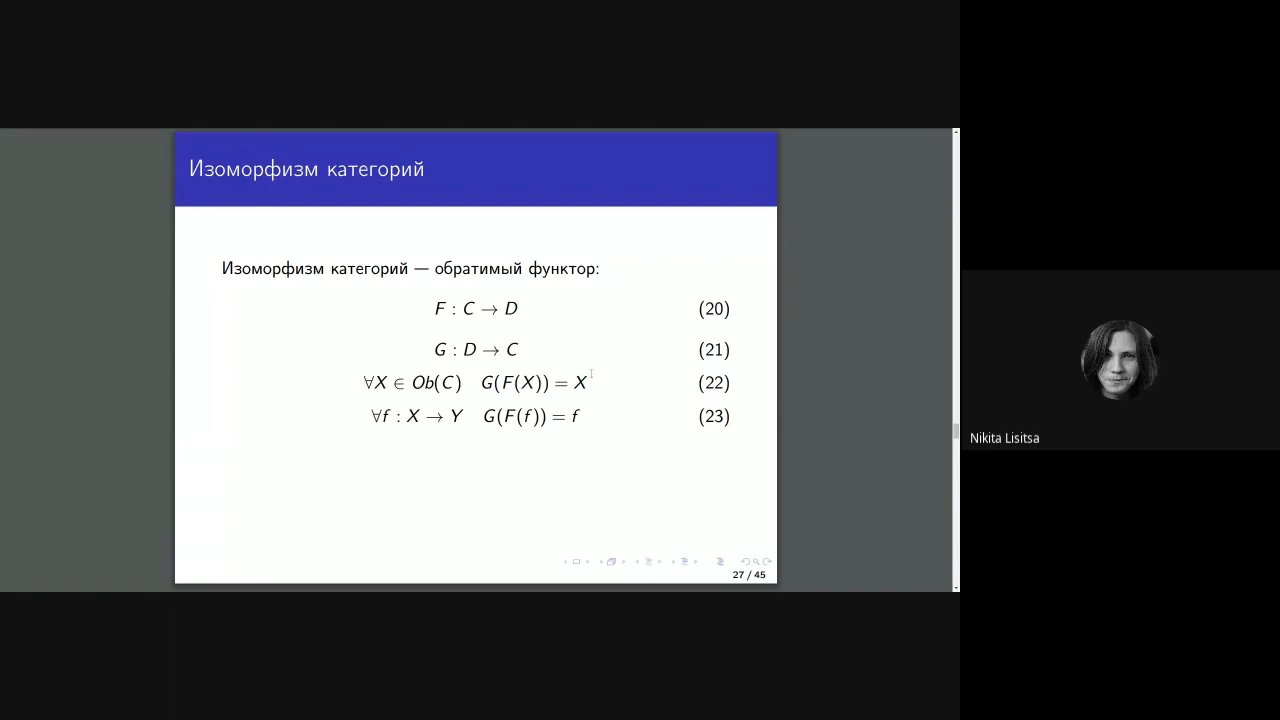 Изоморфизм категорий
Изоморфизм категорий — обратимый функтор:
F : C → D (20)
G : D → C (21)
∀X ∈ Ob(C) G(F(X)) = X (22)
∀f : X → Y G(F(f)) = f (23)
27 / 45
Nikita Lisitsa